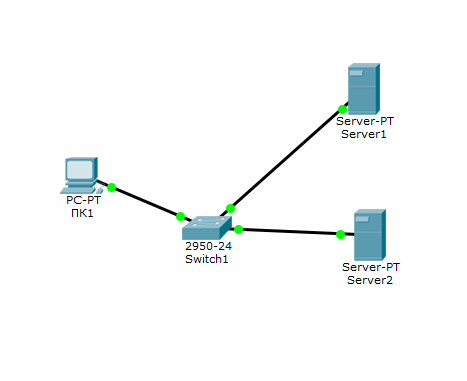 Server-PT
Server1
PC-PT
ПК1
2950-24
Switch1
Server-PT
Server2